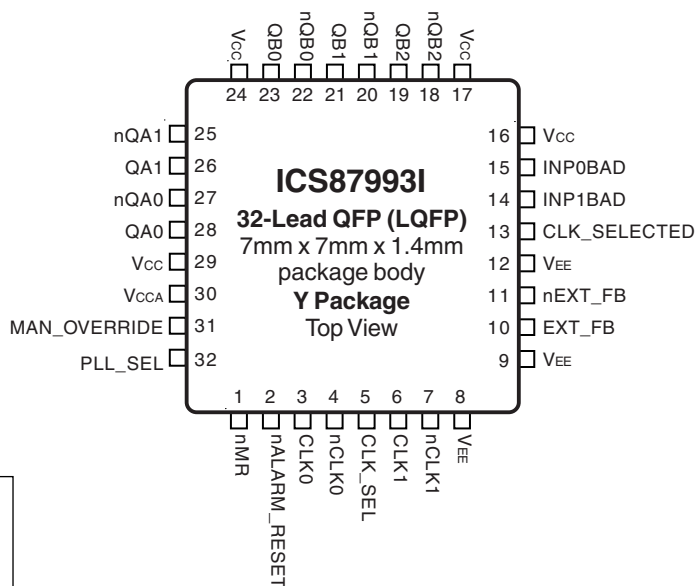 Vcc QB0 nQB0 QB1 nQB1 QB2 nQB2 Vcc
24 23 22 21 20 19 18 17
nQA1 25
QA1 26
nQA0 27
QA0 28
Vcc 29
VCCA 30
MAN_OVERRIDE 31
PLL_SEL 32
ICS87993I
32-Lead QFP (LQFP)
7mm x 7mm x 1.4mm
package body
Y Package
Top View
16 Vcc
15 INP0BAD
14 INP1BAD
13 CLK_SELECTED
12 VEE
11 nEXT_FB
10 EXT_FB
9 VEE
1 2 3 4 5 6 7 8
nMR nALARM_RESET CLK0 nCLK0 CLK_SEL CLK1 nCLK1 VEE